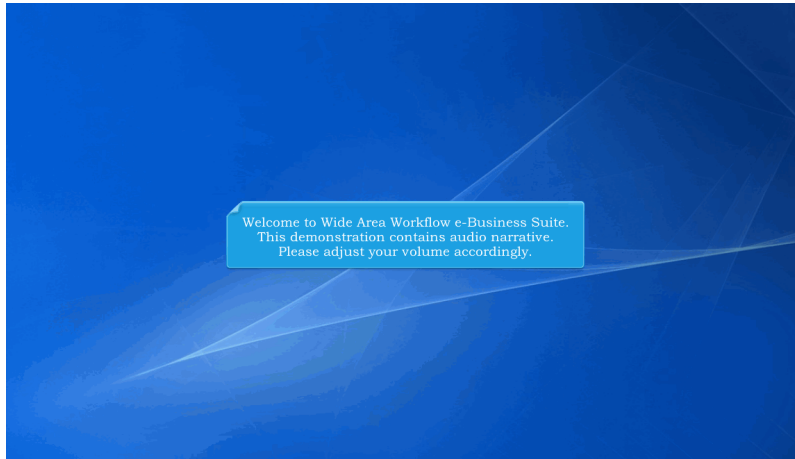 Welcome to Wide Area Workflow e-Business Suite.
This demonstration contains audio narrative.
Please adjust your volume accordingly.